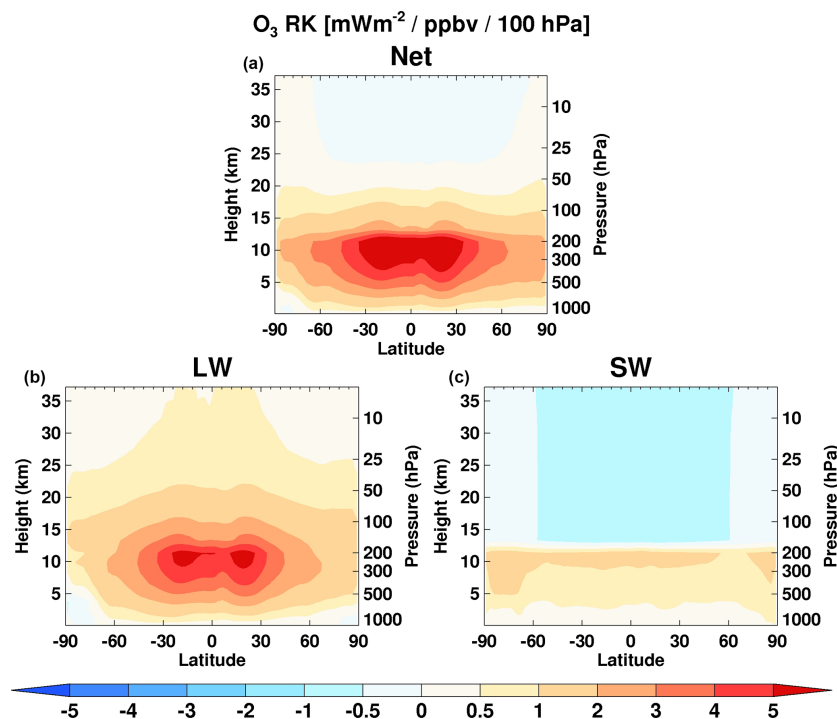 O₃ RK [mWm⁻² / ppbv / 100 hPa]
Net
(a)
Height (km)
35
30
25
20
15
10
5
10
25
50
100
200
300
500
1000
Pressure (hPa)
-90 -60 -30 0 30 60 90
Latitude
LW
(b)
Height (km)
35
30
25
20
15
10
5
10
25
50
100
200
300
500
1000
Pressure (hPa)
-90 -60 -30 0 30 60 90
Latitude
SW
(c)
Height (km)
35
30
25
20
15
10
5
10
25
50
100
200
300
500
1000
Pressure (hPa)
-90 -60 -30 0 30 60 90
Latitude
-5 -4 -3 -2 -1 -0.5 0 0.5 1 2 3 4 5